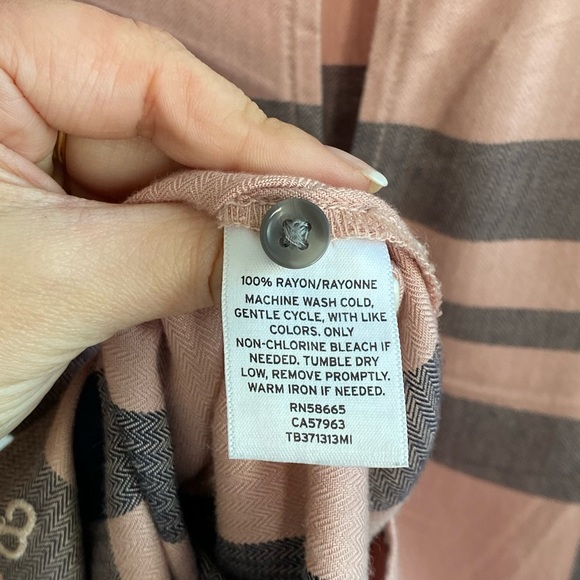 100% RAYON/RAYONNE
MACHINE WASH COLD,
GENTLE CYCLE, WITH LIKE
COLORS. ONLY
NON-CHLORINE BLEACH IF
NEEDED. TUMBLE DRY
LOW, REMOVE PROMPTLY.
WARM IRON IF NEEDED.
RN58665
CA57963
TB371313MI